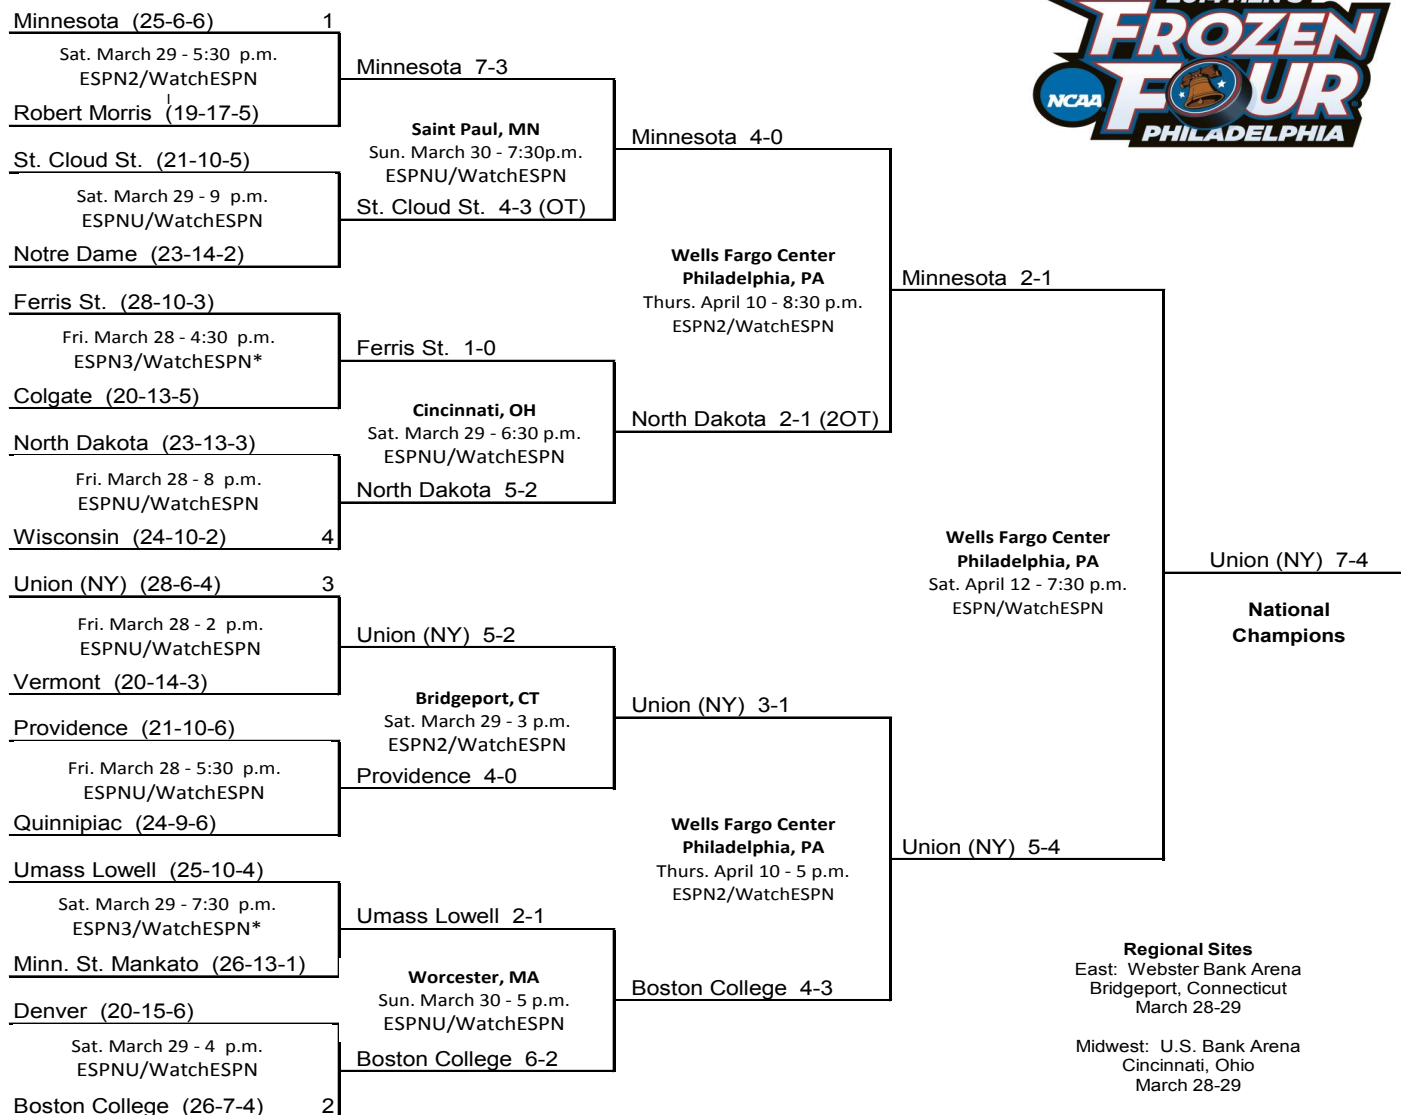 Minnesota (25-6-6) 1
Sat. March 29 - 5:30 p.m.
ESPN2/WatchESPN
Robert Morris (19-17-5)
Minnesota 7-3
St. Cloud St. (21-10-5)
Sat. March 29 - 9 p.m.
ESPNU/WatchESPN
Notre Dame (23-14-2)
Saint Paul, MN
Sun. March 30 - 7:30p.m.
ESPNU/WatchESPN
St. Cloud St. 4-3 (OT)
Minnesota 4-0
Ferris St. (28-10-3)
Fri. March 28 - 4:30 p.m.
ESPN3/WatchESPN*
Colgate (20-13-5)
Ferris St. 1-0
North Dakota (23-13-3)
Fri. March 28 - 8 p.m.
ESPNU/WatchESPN
Wisconsin (24-10-2) 4
Cincinnati, OH
Sat. March 29 - 6:30 p.m.
ESPNU/WatchESPN
North Dakota 5-2
Wells Fargo Center
Philadelphia, PA
Thurs. April 10 - 8:30 p.m.
ESPN2/WatchESPN
North Dakota 2-1 (2OT)
Minnesota 2-1
Union (NY) (28-6-4) 3
Fri. March 28 - 2 p.m.
ESPNU/WatchESPN
Vermont (20-14-3)
Union (NY) 5-2
Providence (21-10-6)
Fri. March 28 - 5:30 p.m.
ESPNU/WatchESPN
Quinnipiac (24-9-6)
Bridgeport, CT
Sat. March 29 - 3 p.m.
ESPN2/WatchESPN
Providence 4-0
Union (NY) 3-1
Umass Lowell (25-10-4)
Sat. March 29 - 7:30 p.m.
ESPN3/WatchESPN*
Minn. St. Mankato (26-13-1)
Umass Lowell 2-1
Denver (20-15-6)
Sat. March 29 - 4 p.m.
ESPNU/WatchESPN
Boston College (26-7-4) 2
Worcester, MA
Sun. March 30 - 5 p.m.
ESPNU/WatchESPN
Boston College 6-2
Wells Fargo Center
Philadelphia, PA
Thurs. April 10 - 5 p.m.
ESPN2/WatchESPN
Boston College 4-3
Union (NY) 5-4
Wells Fargo Center
Philadelphia, PA
Sat. April 12 - 7:30 p.m.
ESPN/WatchESPN
Union (NY) 7-4
National
Champions
FROZEN
FOUR
NCAA
PHILADELPHIA
Regional Sites
East: Webster Bank Arena
Bridgeport, Connecticut
March 28-29
Midwest: U.S. Bank Arena
Cincinnati, Ohio
March 28-29